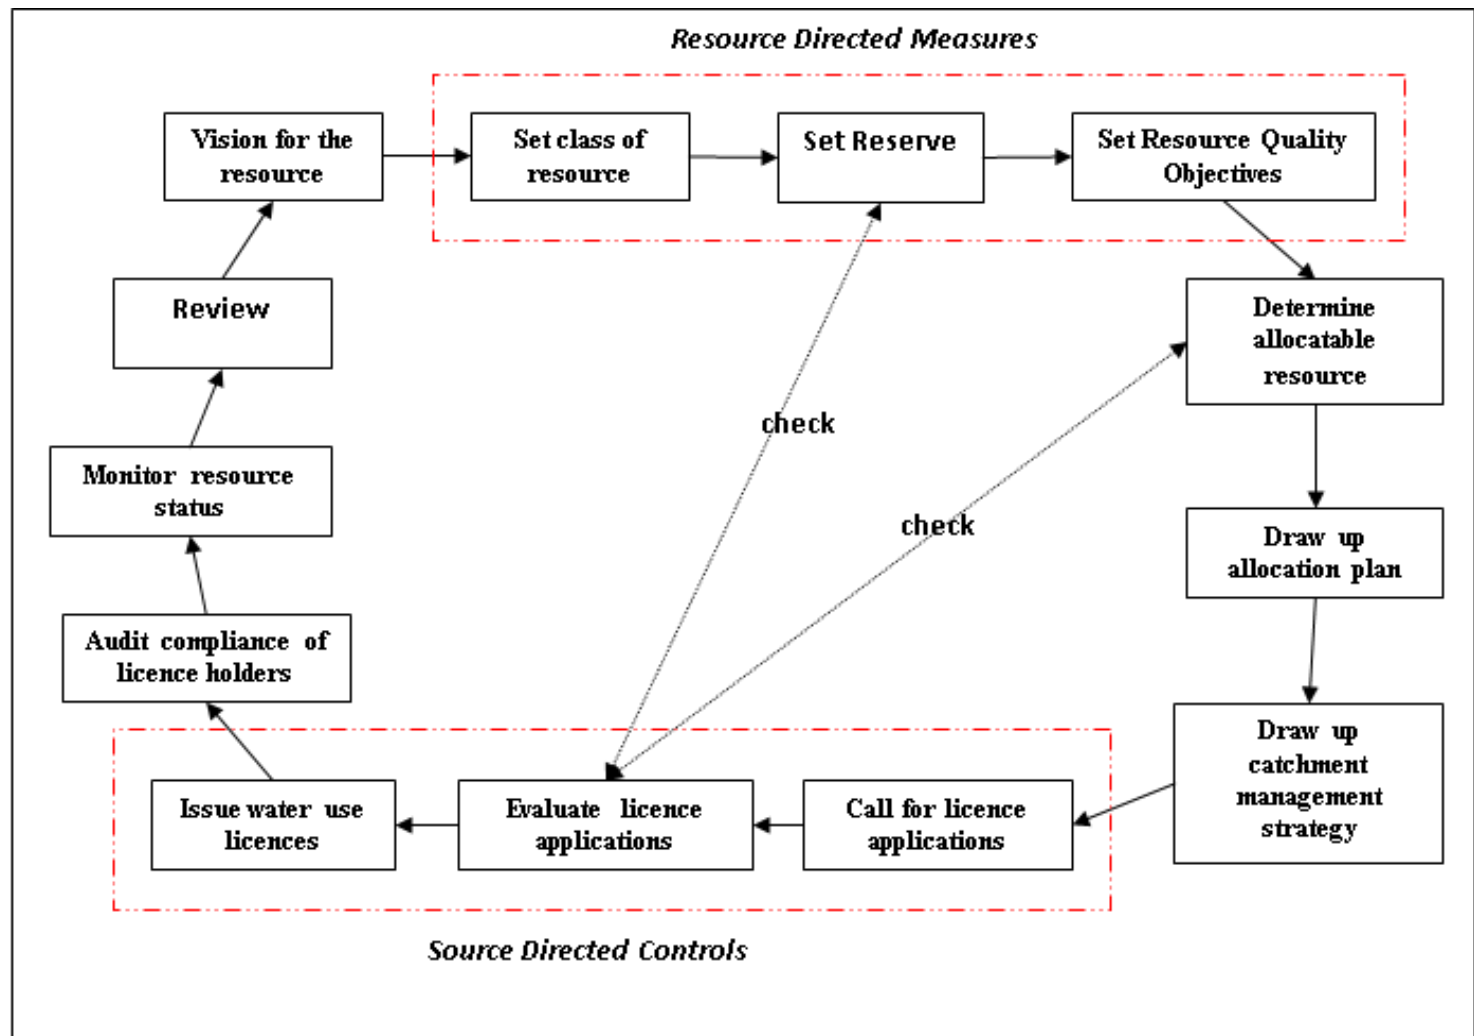 Resource Directed Measures
Vision for the
resource
Set class of
resource
Set Reserve
Set Resource Quality
Objectives
Review
Determine
allocatable
resource
check
Monitor resource
status
check
Draw up
allocation plan
Audit compliance of
licence holders
Draw up
catchment
management
strategy
Issue water use
licences
Evaluate licence
applications
Call for licence
applications
Source Directed Controls